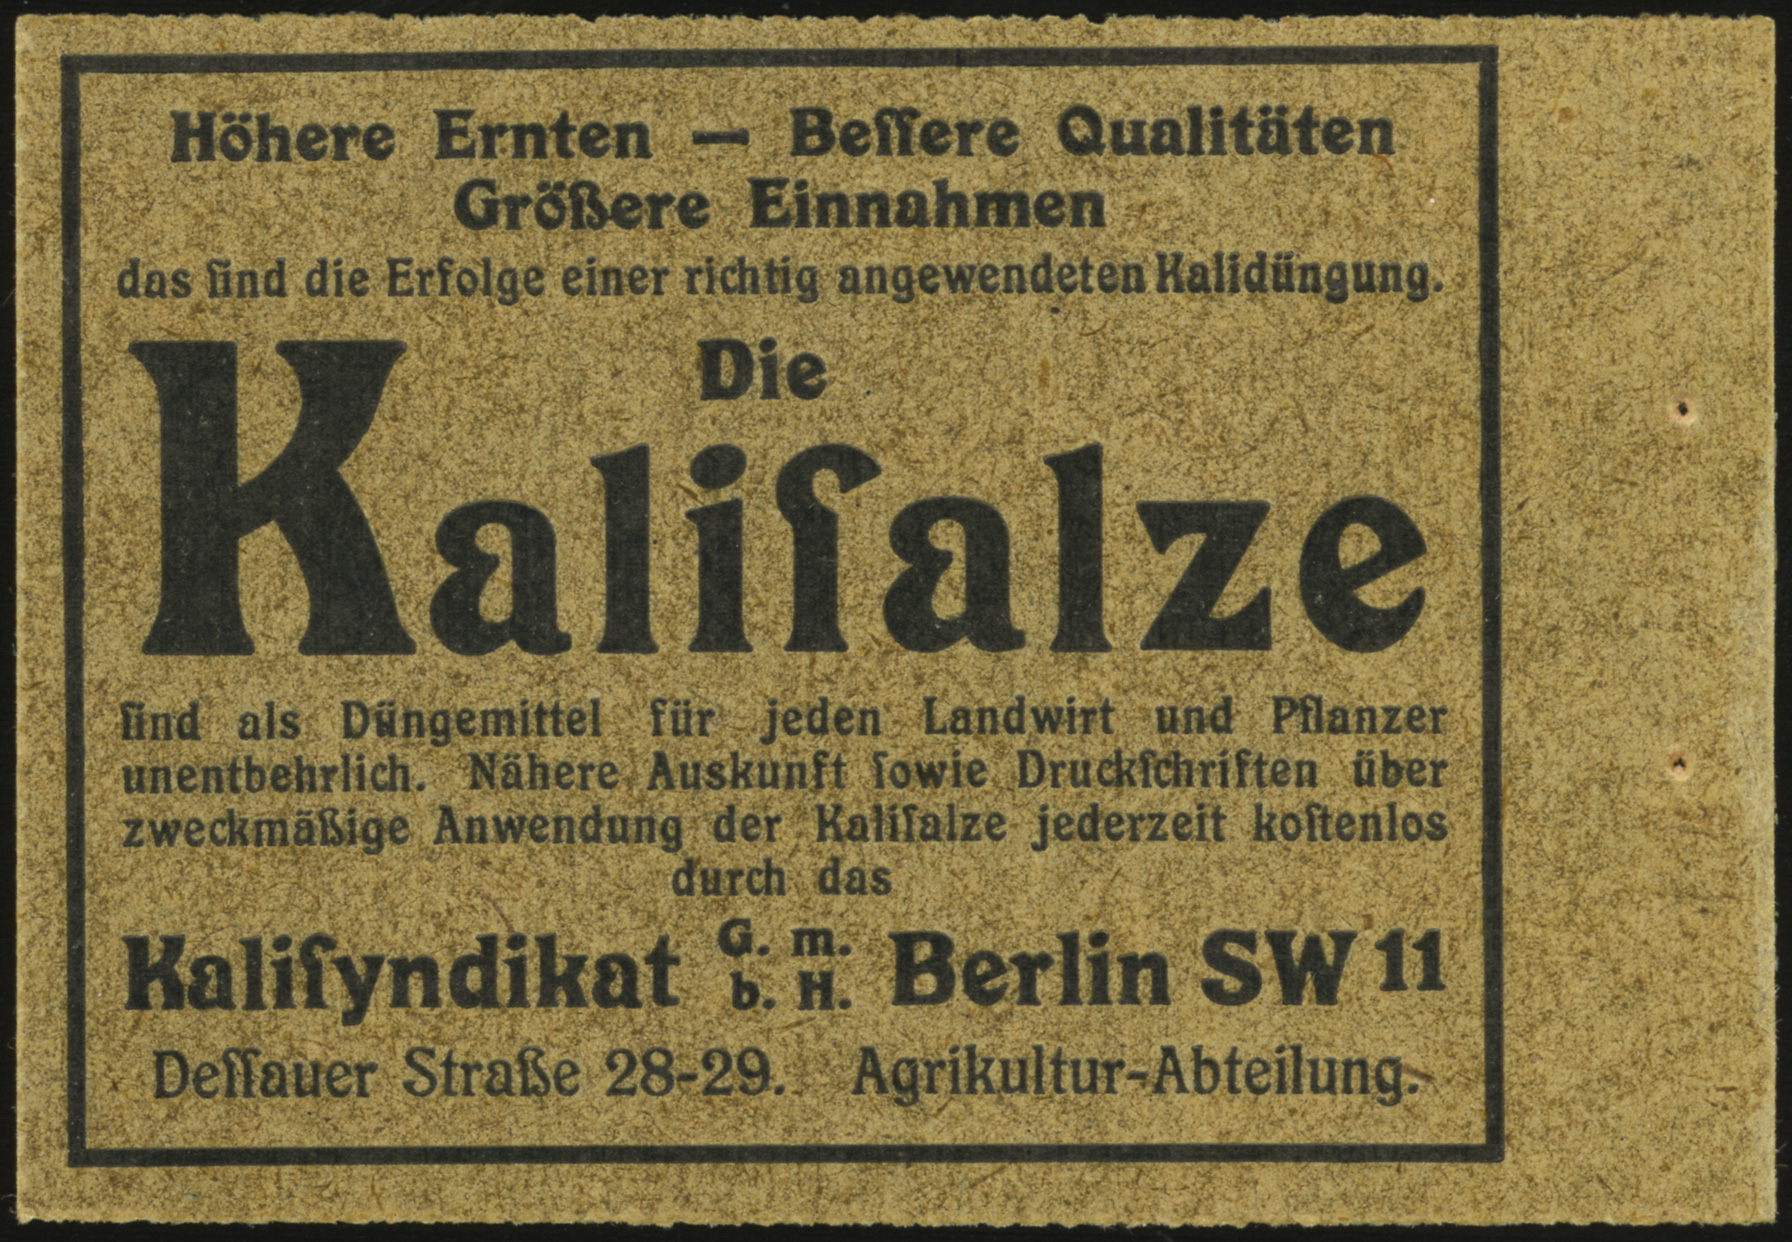 Höhere Ernten — Beſſere Qualitäten
Größere Einnahmen
das ſind die Erfolge einer richtig angewendeten Kalidüngung.
Die
Kaliſalze
ſind als Düngemittel für jeden Landwirt und Pflanzer
unentbehrlich. Nähere Auskunft ſowie Druckſchriften über
zweckmäßige Anwendung der Kaliſalze jederzeit koſtenlos
durch das
Kaliſyndikat G. m. b. H. Berlin SW 11
Deſſauer Straße 28-29. Agrikultur-Abteilung.